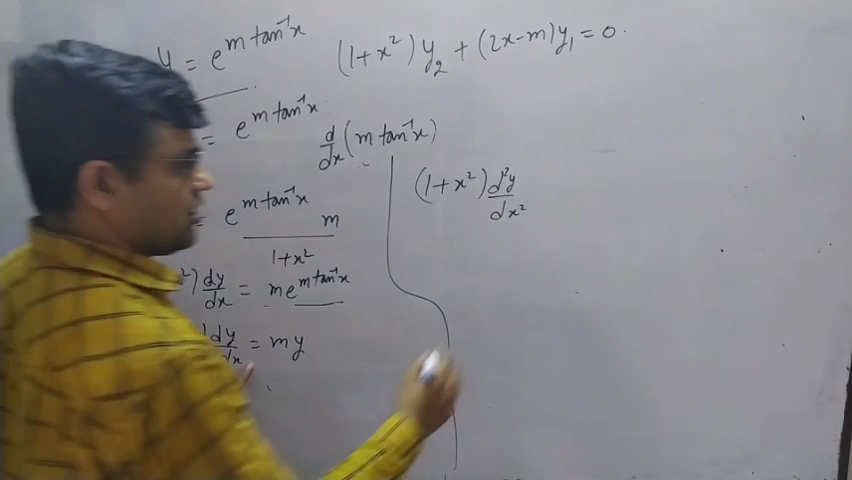 y = e^{m tan⁻¹x}
(1+x²) y₂ + (2x-m)y₁ = 0.
= e^{m tan⁻¹x} d/dx (m tan⁻¹x)
= e^{m tan⁻¹x} m / 1+x²
²) dy/dx = me^{m tan⁻¹x}
dy/dx = my
(1+x²) d²y/dx²